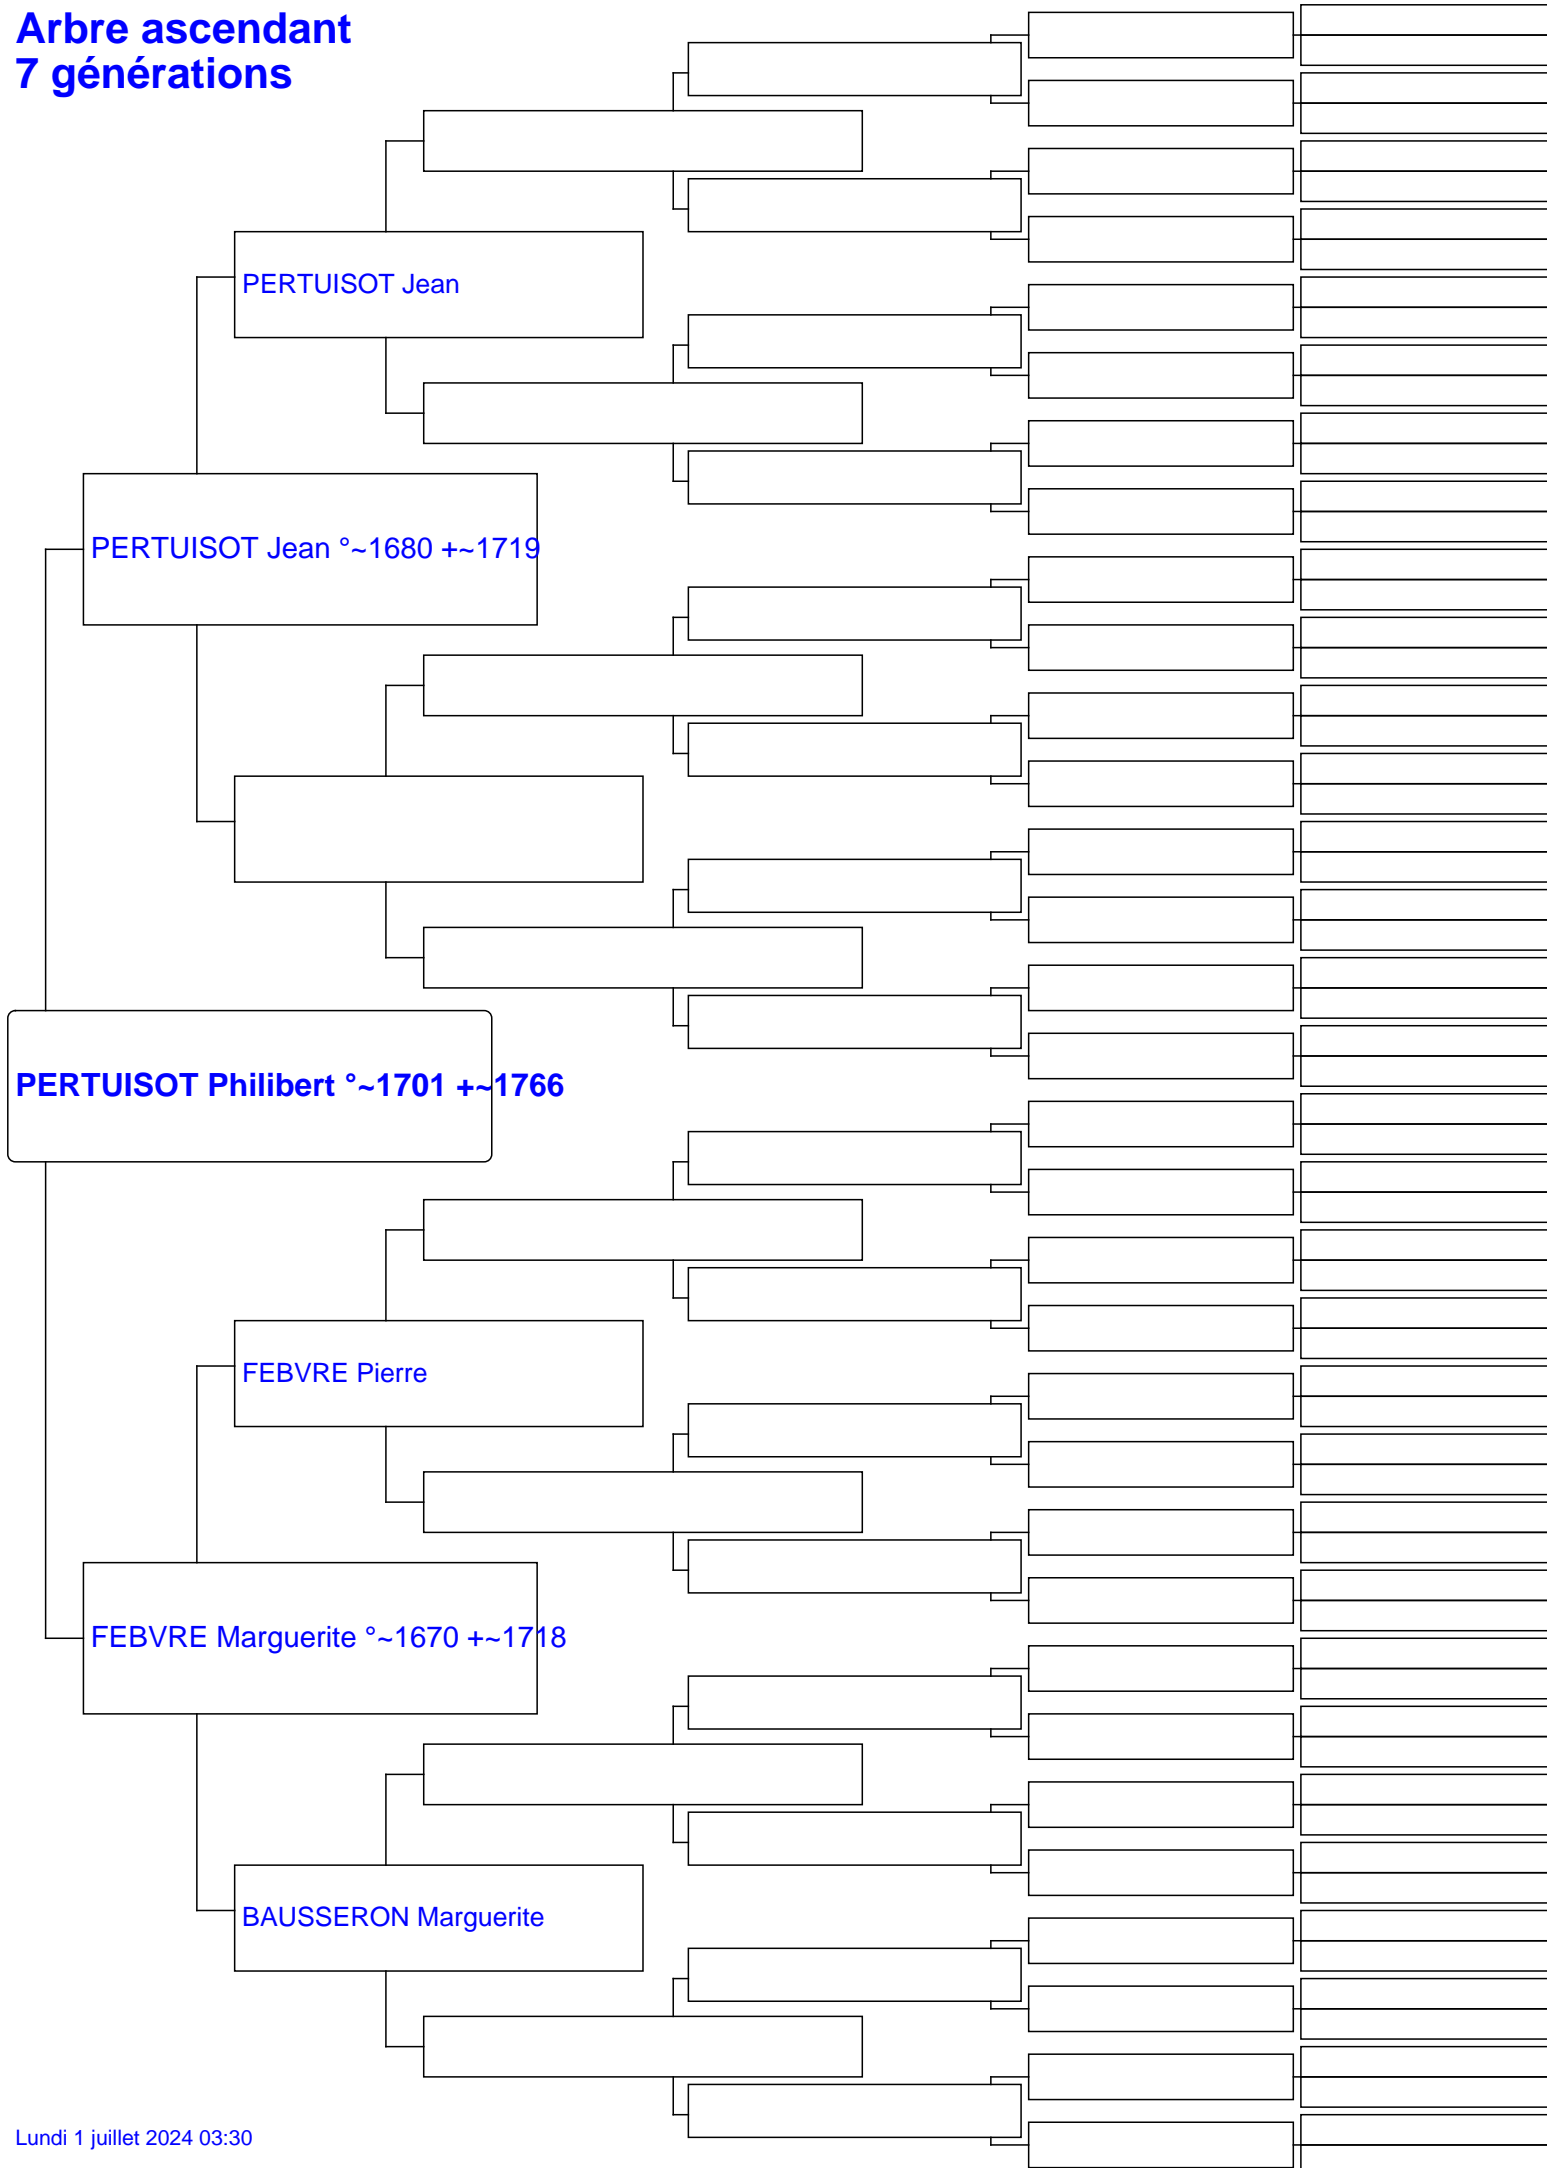 Arbre ascendant
7 générations
PERTUISOT Jean
PERTUISOT Jean °~1680 +~1719
PERTUISOT Philibert °~1701 +~1766
FEBVRE Pierre
FEBVRE Marguerite °~1670 +~1718
BAUSSERON Marguerite
Lundi 1 juillet 2024 03:30